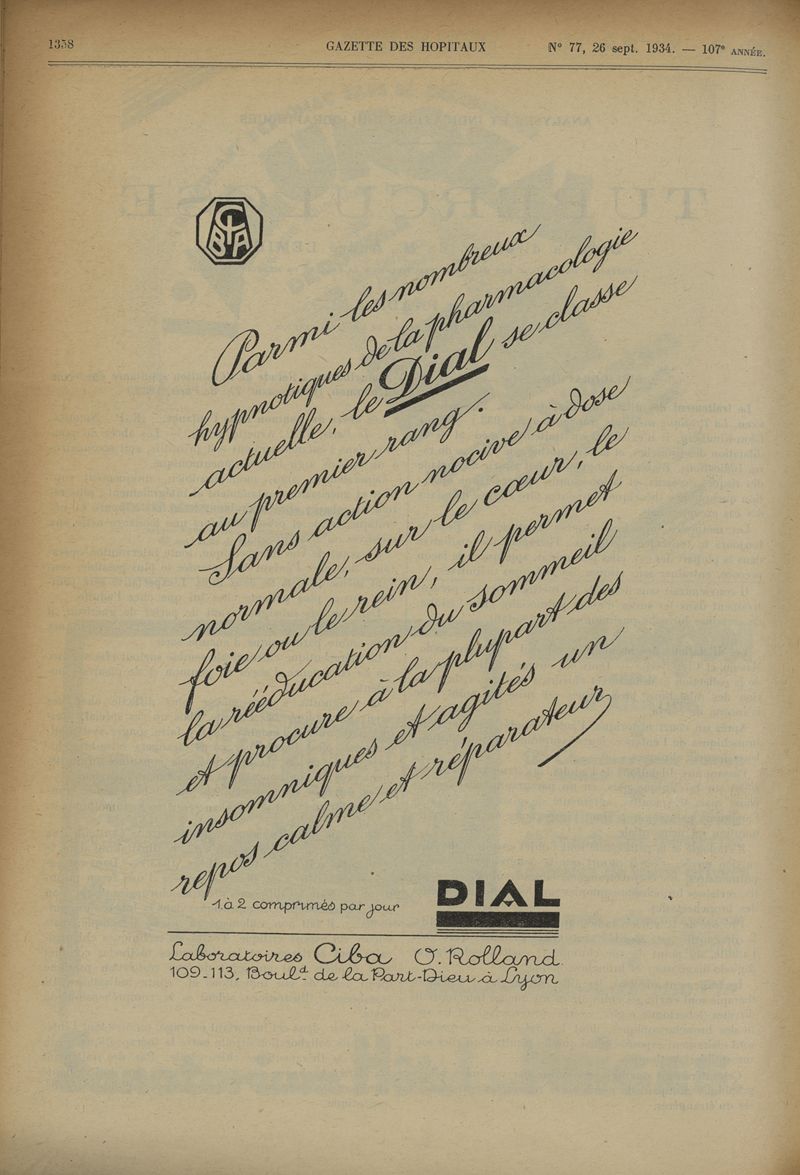 1358
GAZETTE DES HOPITAUX
N° 77, 26 sept. 1934. — 107e ANNÉE.
CIBA
Parmi les nombreux
hypnotiques de la pharmacologie
actuelle, le Dial se classe
au premier rang.
Sans action nocive à dose
normale, sur le cœur, le
foie ou le rein, il permet
la rééducation du sommeil
et procure à la plupart des
insomniques et agités un
repos calme et réparateur
1 à 2 comprimés par jour
DIAL
Laboratoires Ciba O. Rolland.
109-113, Boulᵈ de la Part-Dieu à Lyon